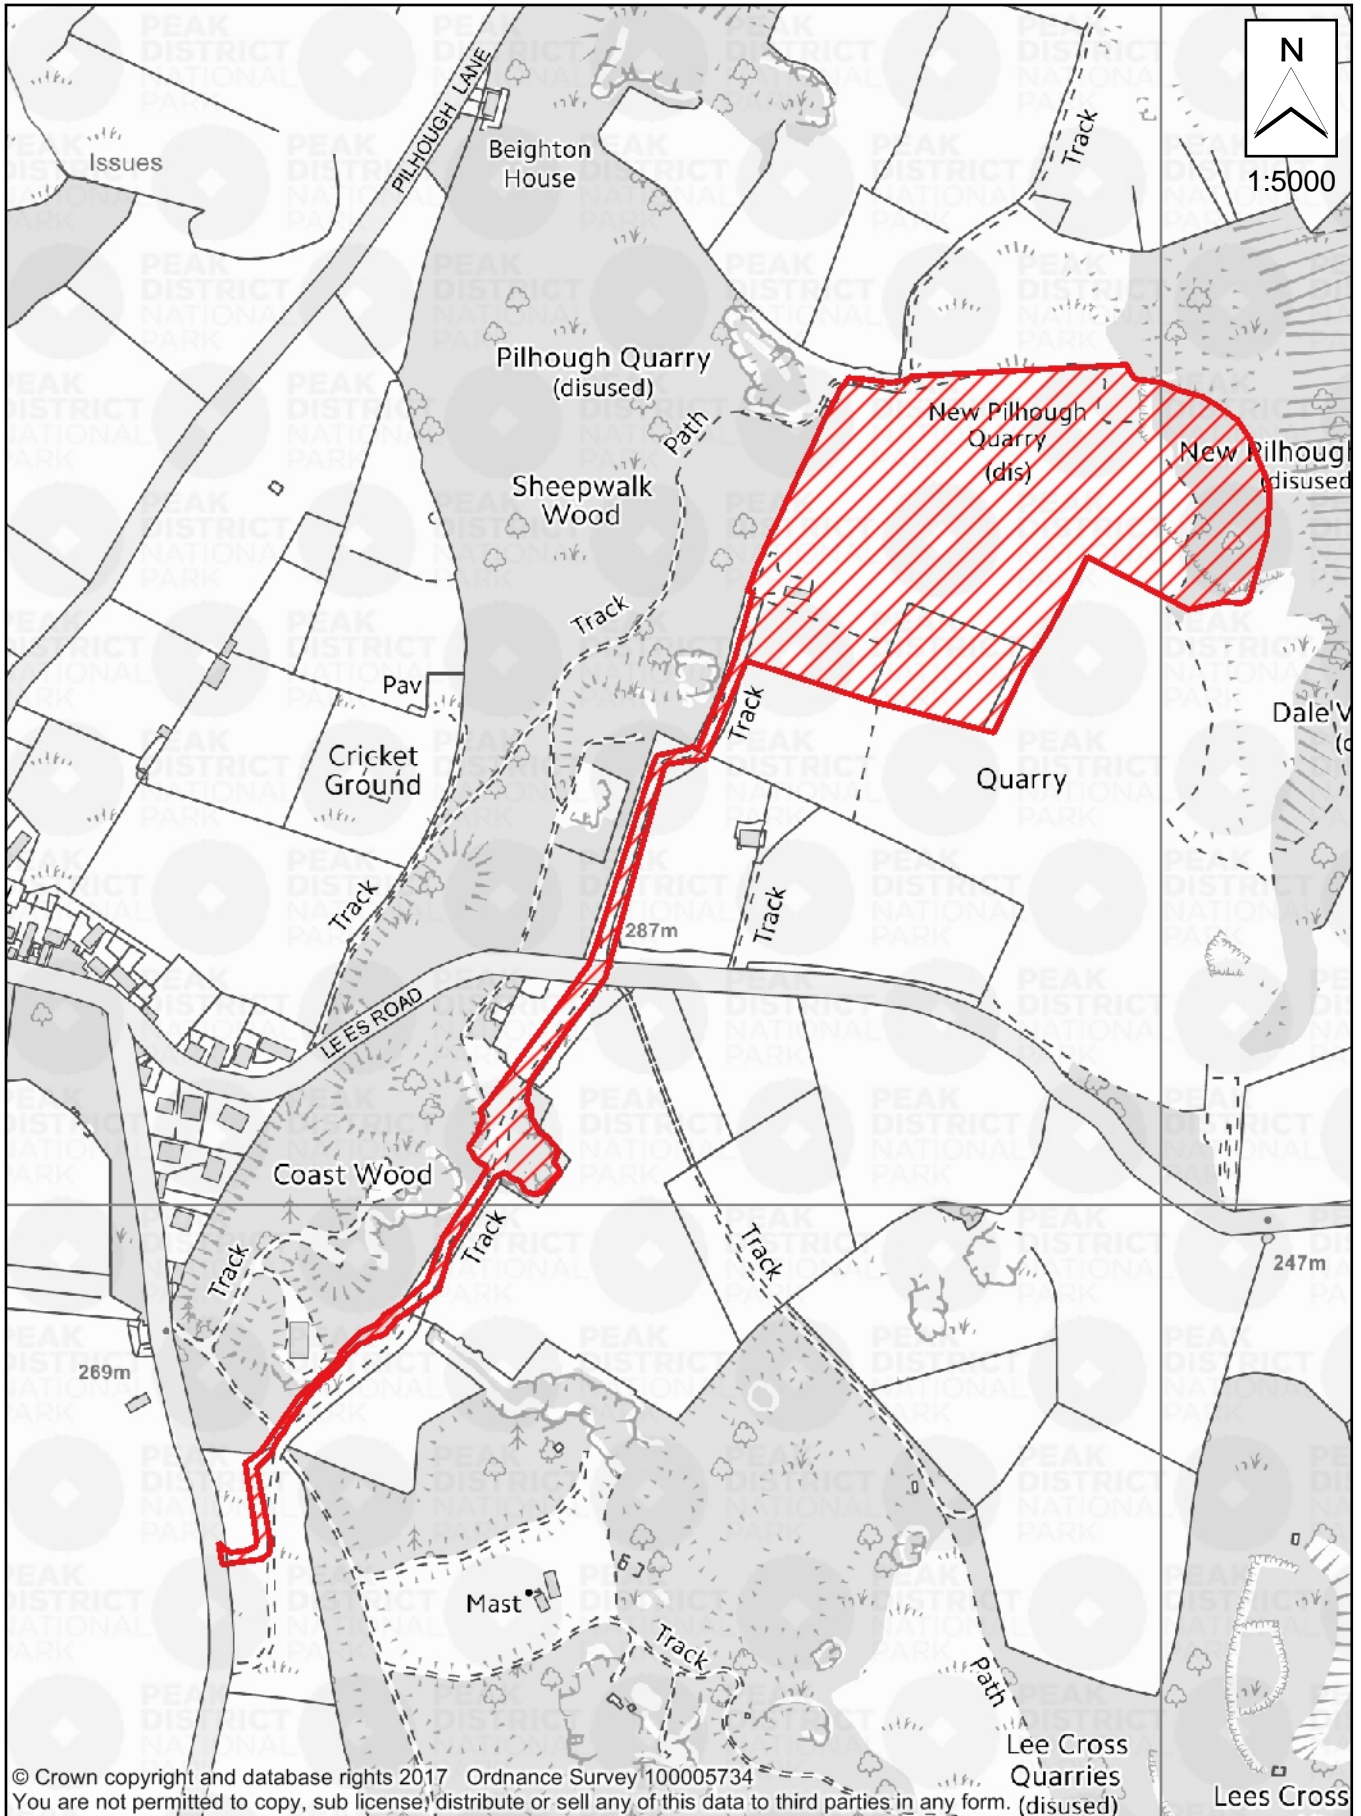 N
1:5000
PILHOUGH LANE
Issues
Beighton
House
Track
Pilhough Quarry
(disused)
Path
New Pilhough
Quarry
(dis)
New Pilhough
(disused
Sheepwalk
Wood
Track
Pav
Track
Dale V
(d
Cricket
Ground
Quarry
Track
Track
287m
LEES ROAD
Coast Wood
Track
Track
Track
247m
269m
Mast
Track
Path
Lee Cross
Quarries
(disused)
Lees Cross
© Crown copyright and database rights 2017 Ordnance Survey 100005734
You are not permitted to copy, sub license, distribute or sell any of this data to third parties in any form.
PEAK
DISTRICT
NATIONAL
PARK